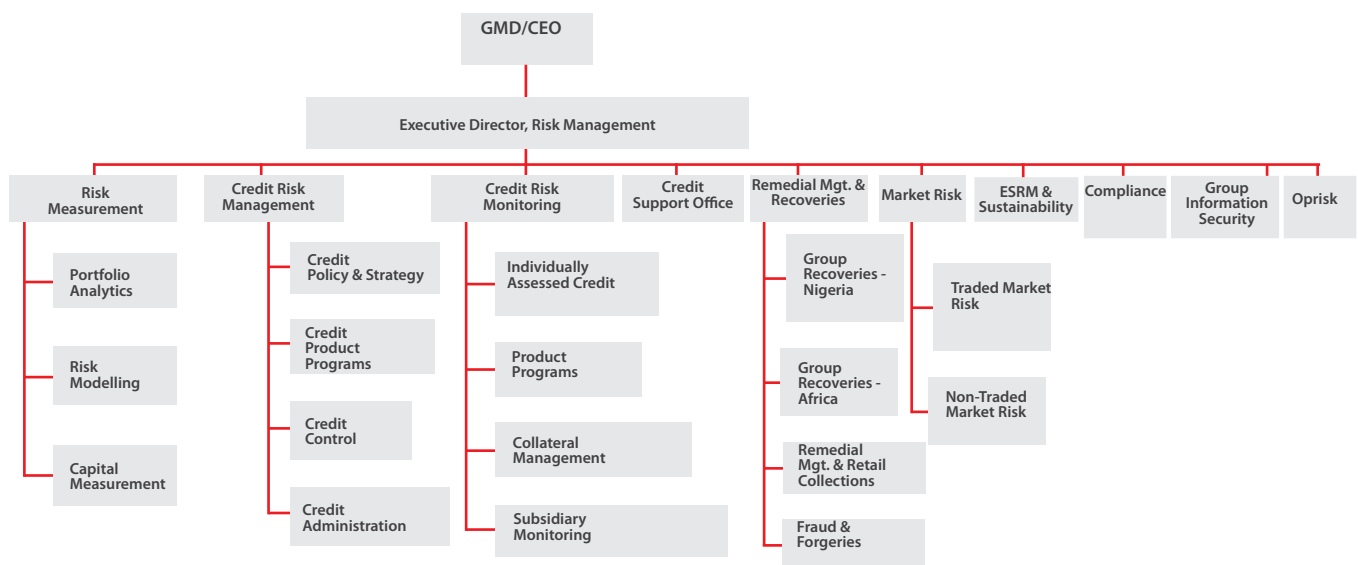 GMD/CEO
Executive Director, Risk Management
Risk
Measurement
Credit Risk
Management
Credit Risk
Monitoring
Credit
Support Office
Remedial Mgt. &
Recoveries
Market Risk
ESRM &
Sustainability
Compliance
Group
Information
Security
Oprisk
Portfolio
Analytics
Risk
Modelling
Capital
Measurement
Credit
Policy & Strategy
Credit
Product
Programs
Credit
Control
Credit
Administration
Individually
Assessed Credit
Product
Programs
Collateral
Management
Subsidiary
Monitoring
Group
Recoveries -
Nigeria
Group
Recoveries -
Africa
Remedial
Mgt. & Retail
Collections
Fraud &
Forgeries
Traded Market
Risk
Non-Traded
Market Risk